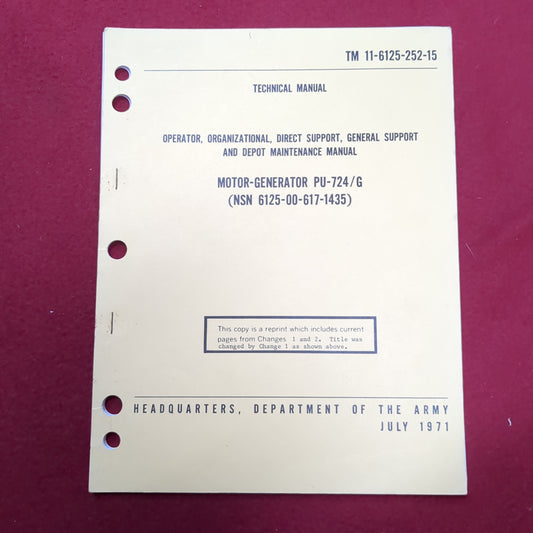 TM 11-6125-252-15
TECHNICAL MANUAL
OPERATOR, ORGANIZATIONAL, DIRECT SUPPORT, GENERAL SUPPORT
AND DEPOT MAINTENANCE MANUAL
MOTOR-GENERATOR PU-724/G
(NSN 6125-00-617-1435)
This copy is a reprint which includes current
pages from Changes 1 and 2. Title was
changed by Change 1 as shown above.
HEADQUARTERS, DEPARTMENT OF THE ARMY
JULY 1971